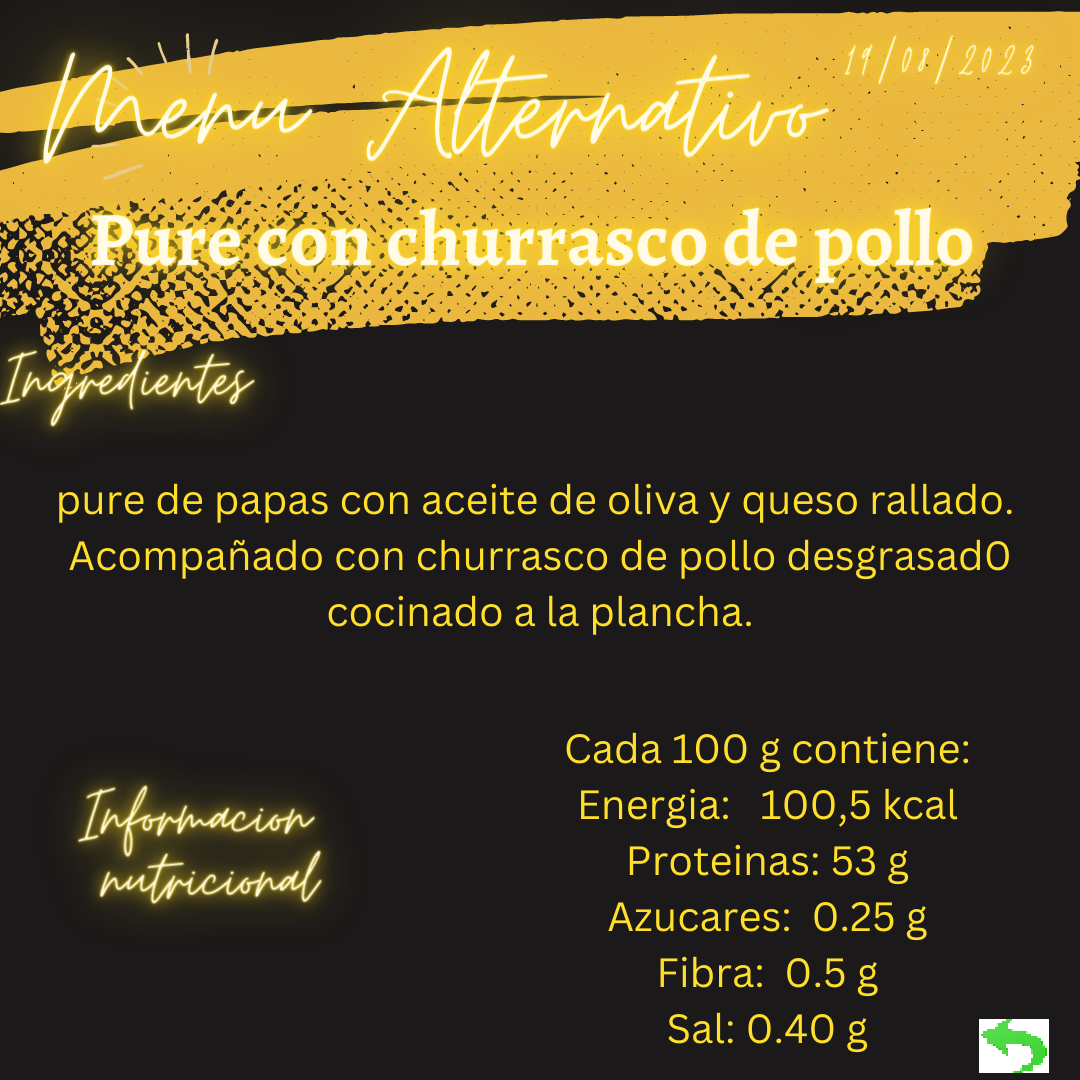 Menu Alternativo
19/08/2023
Pure con churrasco de pollo
Ingredientes
pure de papas con aceite de oliva y queso rallado.
Acompañado con churrasco de pollo desgrasad0
cocinado a la plancha.
Informacion
nutricional
Cada 100 g contiene:
Energia: 100,5 kcal
Proteinas: 53 g
Azucares: 0.25 g
Fibra: 0.5 g
Sal: 0.40 g